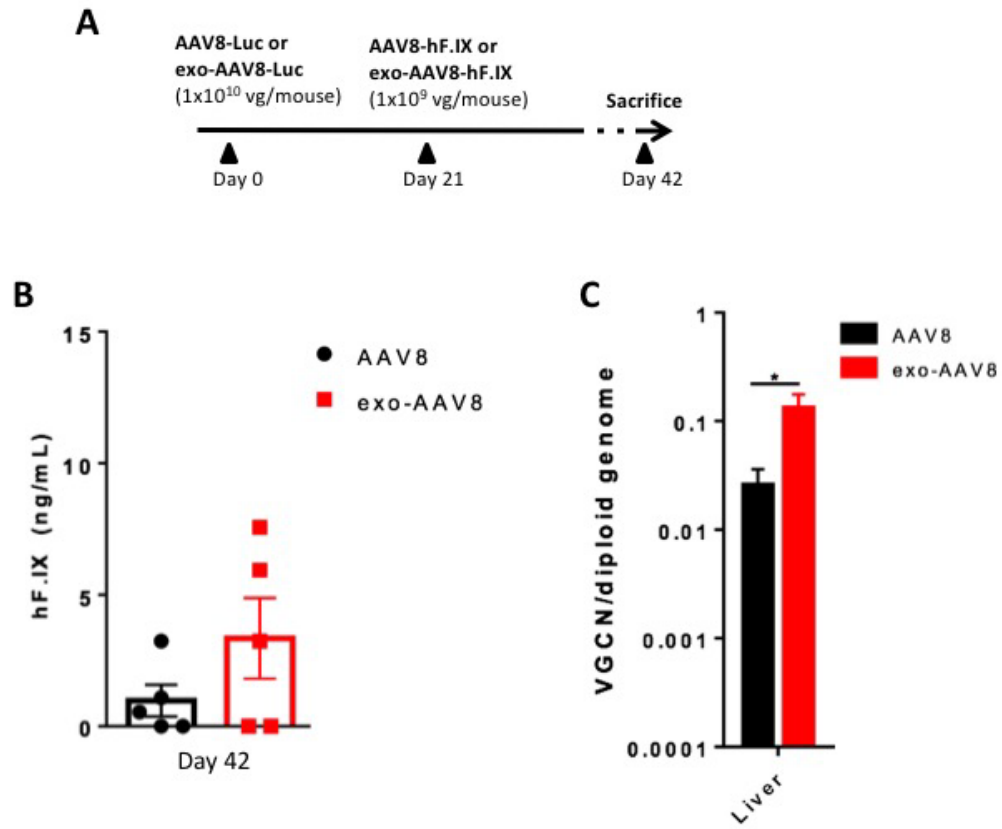 A
AAV8-Luc or
exo-AAV8-Luc
(1x10¹⁰ vg/mouse)
AAV8-hF.IX or
exo-AAV8-hF.IX
(1x10⁹ vg/mouse)
Sacrifice
Day 0
Day 21
Day 42
B
hF.IX (ng/mL)
15
10
5
0
AAV8
exo-AAV8
Day 42
C
VGCN/diploid genome
1
0.1
0.01
0.001
0.0001
*
AAV8
exo-AAV8
Liver